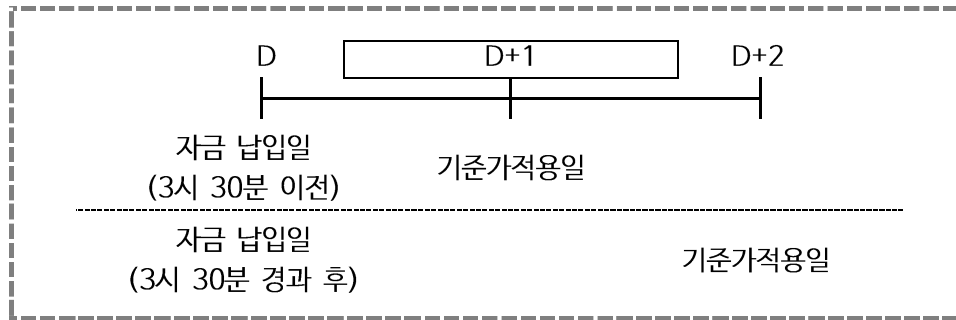 D D+1 D+2
자금 납입일
(3시 30분 이전)
기준가적용일
자금 납입일
(3시 30분 경과 후)
기준가적용일